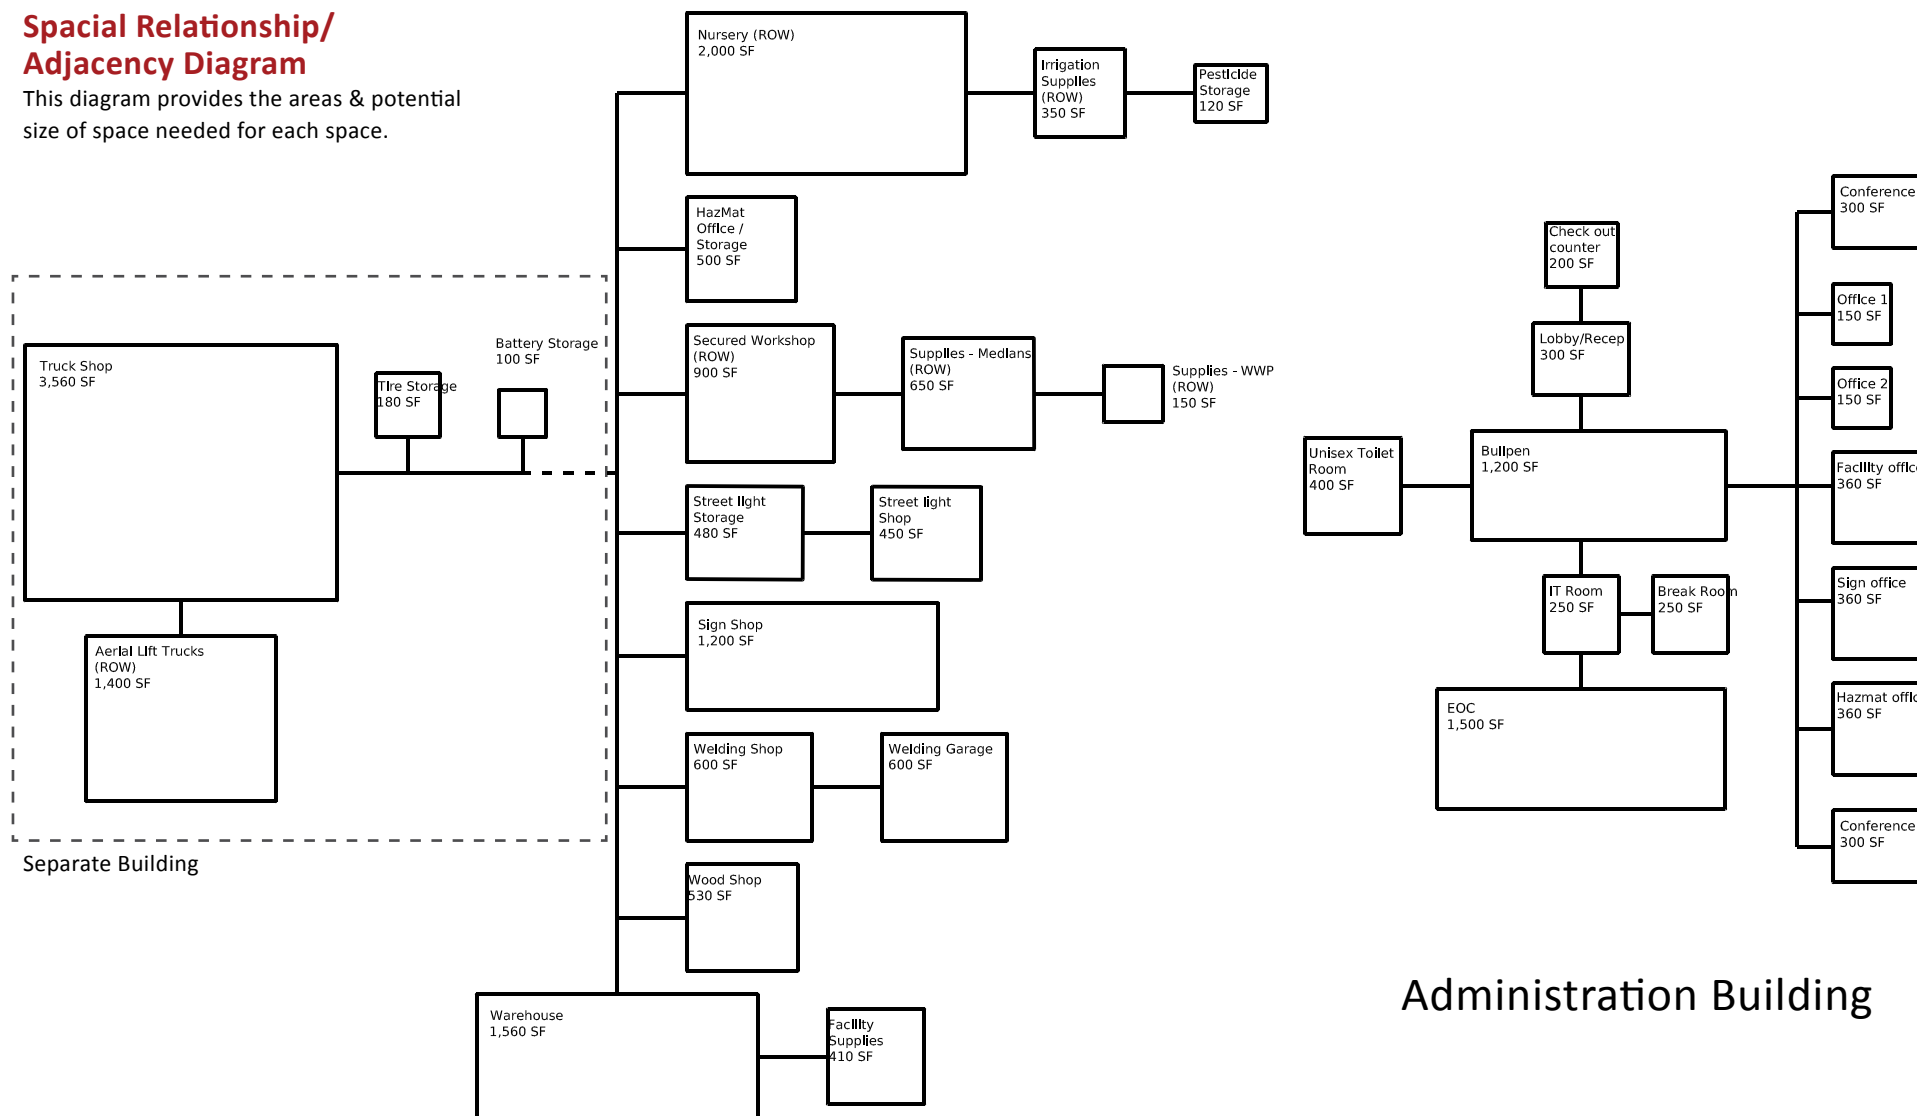 Spacial Relationship/
Adjacency Diagram
This diagram provides the areas & potential
size of space needed for each space.
Nursery (ROW)
2,000 SF
Irrigation
Supplies
(ROW)
350 SF
Pesticide
Storage
120 SF
HazMat
Office /
Storage
500 SF
Truck Shop
3,560 SF
Tire Storage
180 SF
Battery Storage
100 SF
Secured Workshop
(ROW)
900 SF
Supplies - Medians
(ROW)
650 SF
Supplies - WWP
(ROW)
150 SF
Street light
Storage
480 SF
Street light
Shop
450 SF
Aerial Lift Trucks
(ROW)
1,400 SF
Sign Shop
1,200 SF
Welding Shop
600 SF
Welding Garage
600 SF
Separate Building
Wood Shop
530 SF
Warehouse
1,560 SF
Facility
Supplies
410 SF
Check out
counter
200 SF
Lobby/Recep
300 SF
Unisex Toilet
Room
400 SF
Bullpen
1,200 SF
IT Room
250 SF
Break Room
250 SF
EOC
1,500 SF
Conference
300 SF
Office 1
150 SF
Office 2
150 SF
Facility office
360 SF
Sign office
360 SF
Hazmat offic
360 SF
Conference
300 SF
Administration Building